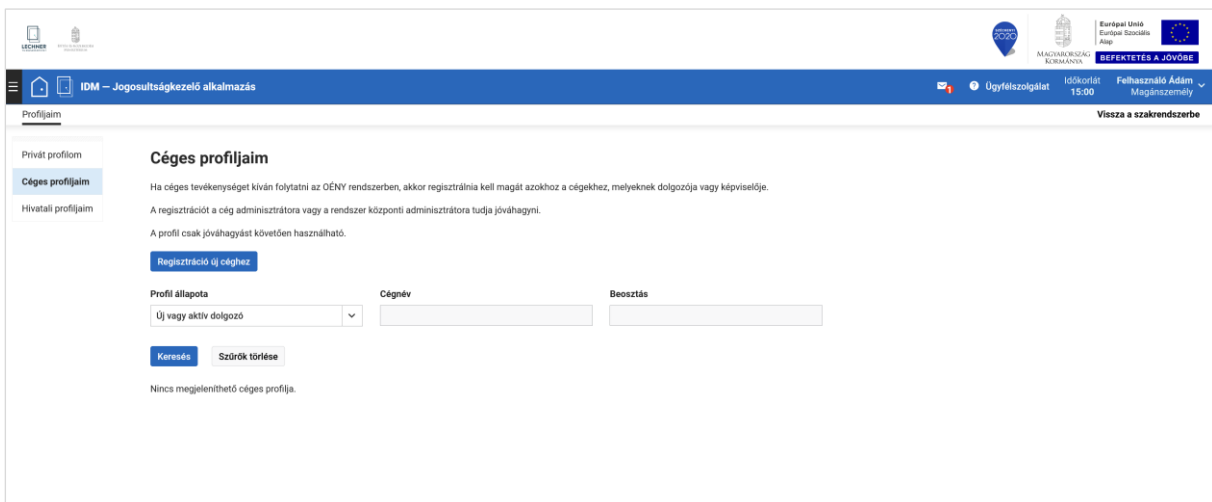 LECHNER
SZÉCHENYI
2020
MAGYARORSZÁG
KORMÁNYA
Európai Unió
Európai Szociális
Alap
BEFEKTETÉS A JÖVŐBE
IDM — Jogosultságkezelő alkalmazás
1
Ügyfélszolgálat
Időkorlát
15:00
Felhasználó Ádám
Magánszemély
Profiljaim
Vissza a szakrendszerbe
Privát profilom
Céges profiljaim
Hivatali profiljaim
Céges profiljaim
Ha céges tevékenységet kíván folytatni az OÉNY rendszerben, akkor regisztrálnia kell magát azokhoz a cégekhez, melyeknek dolgozója vagy képviselője.
A regisztrációt a cég adminisztrátora vagy a rendszer központi adminisztrátora tudja jóváhagyni.
A profil csak jóváhagyást követően használható.
Regisztráció új céghez
Profil állapota
Cégnév
Beosztás
Új vagy aktív dolgozó
Keresés
Szűrők törlése
Nincs megjeleníthető céges profilja.